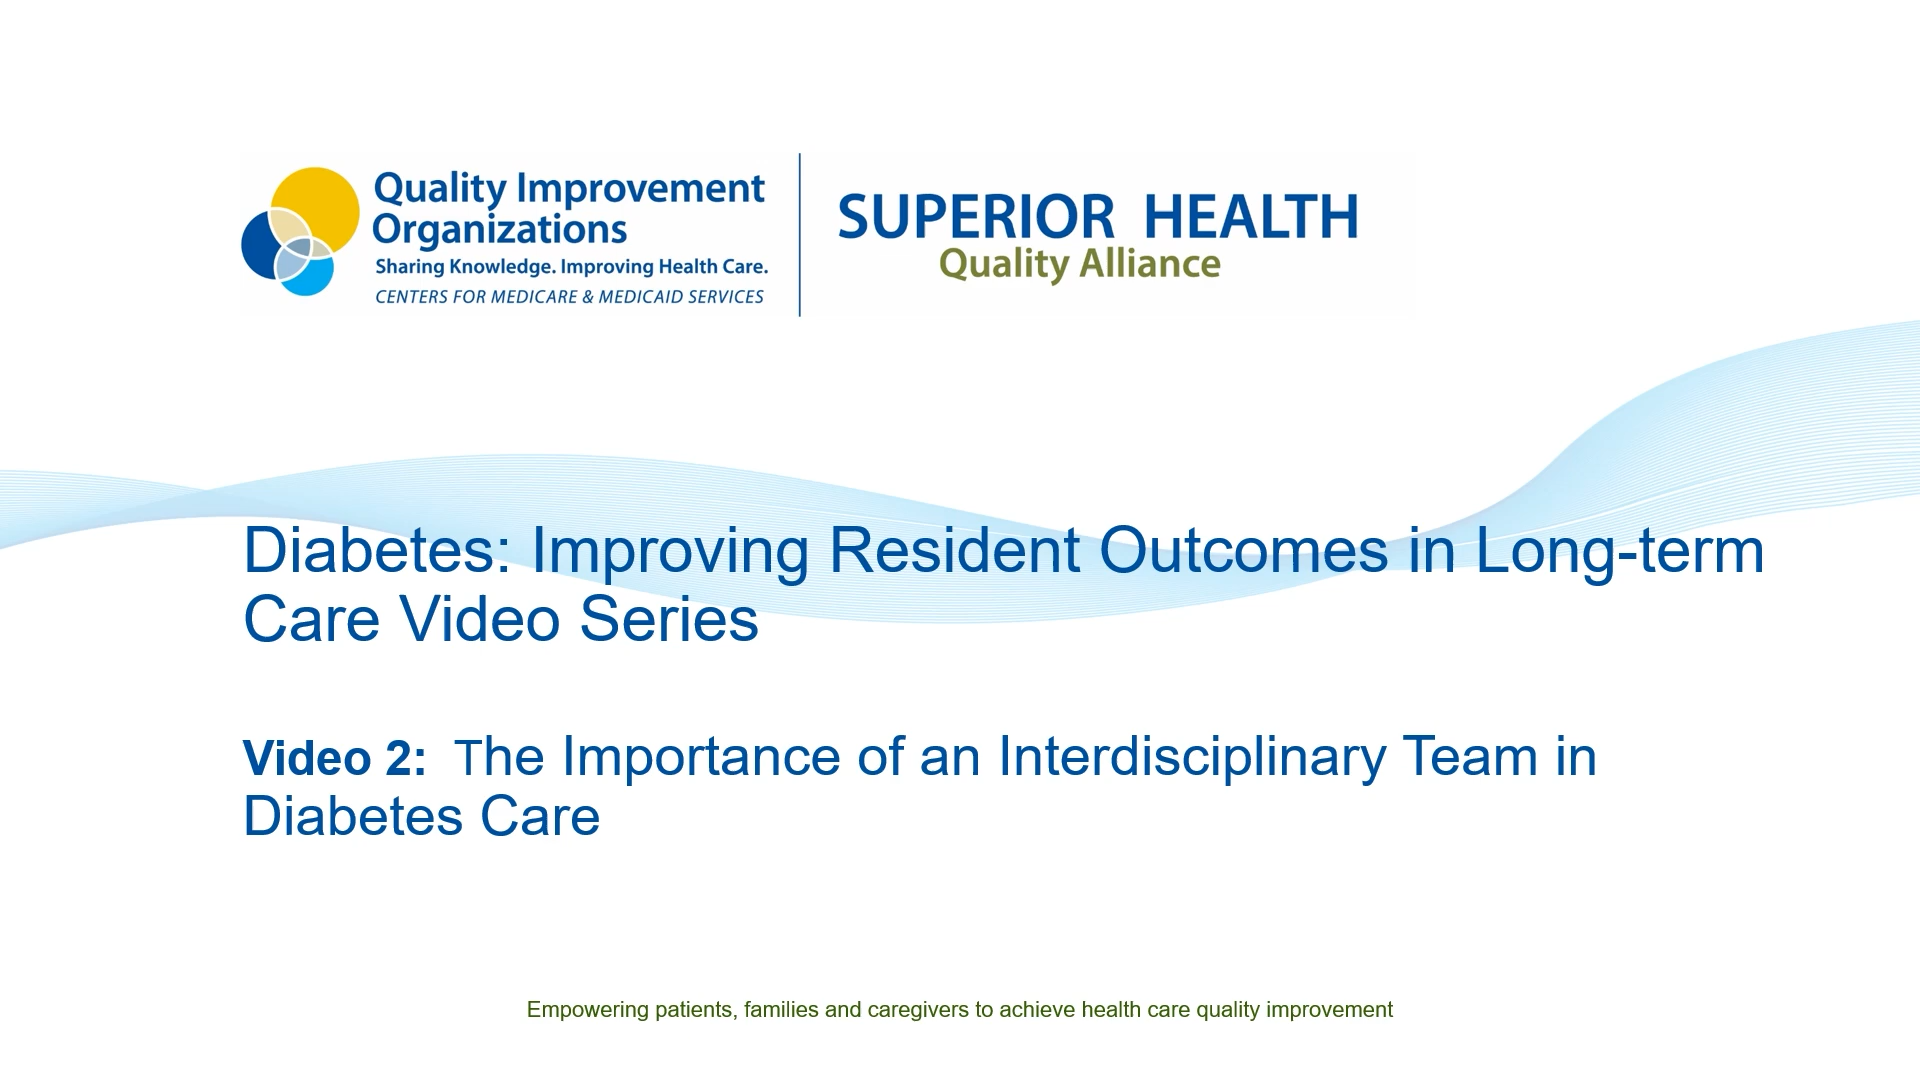 Quality Improvement
Organizations
Sharing Knowledge. Improving Health Care.
CENTERS FOR MEDICARE & MEDICAID SERVICES
SUPERIOR HEALTH
Quality Alliance
Diabetes: Improving Resident Outcomes in Long-term
Care Video Series
Video 2: The Importance of an Interdisciplinary Team in
Diabetes Care
Empowering patients, families and caregivers to achieve health care quality improvement